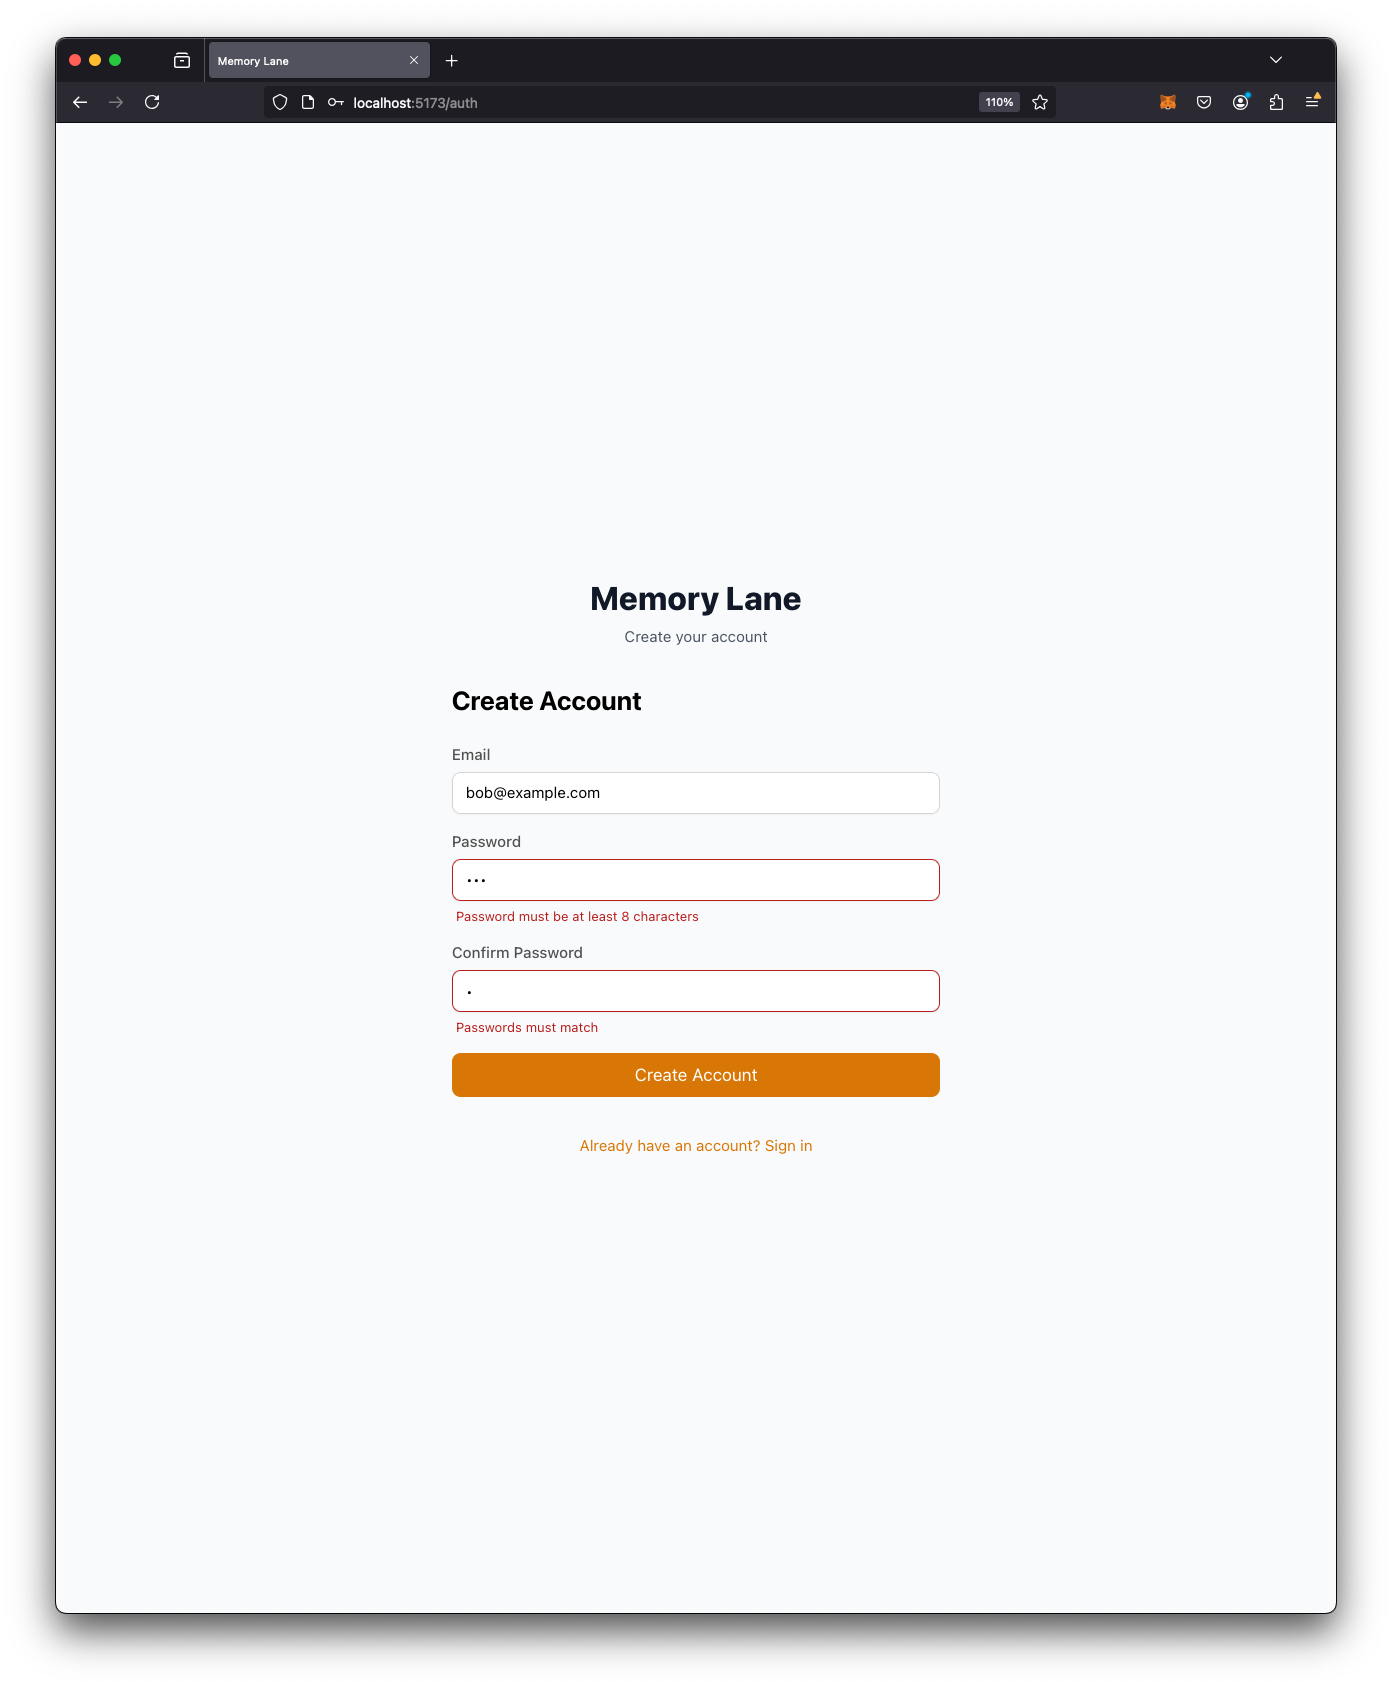 Memory Lane
localhost:5173/auth
110%
Memory Lane
Create your account
Create Account
Email
bob@example.com
Password
•••
Password must be at least 8 characters
Confirm Password
•
Passwords must match
Create Account
Already have an account? Sign in